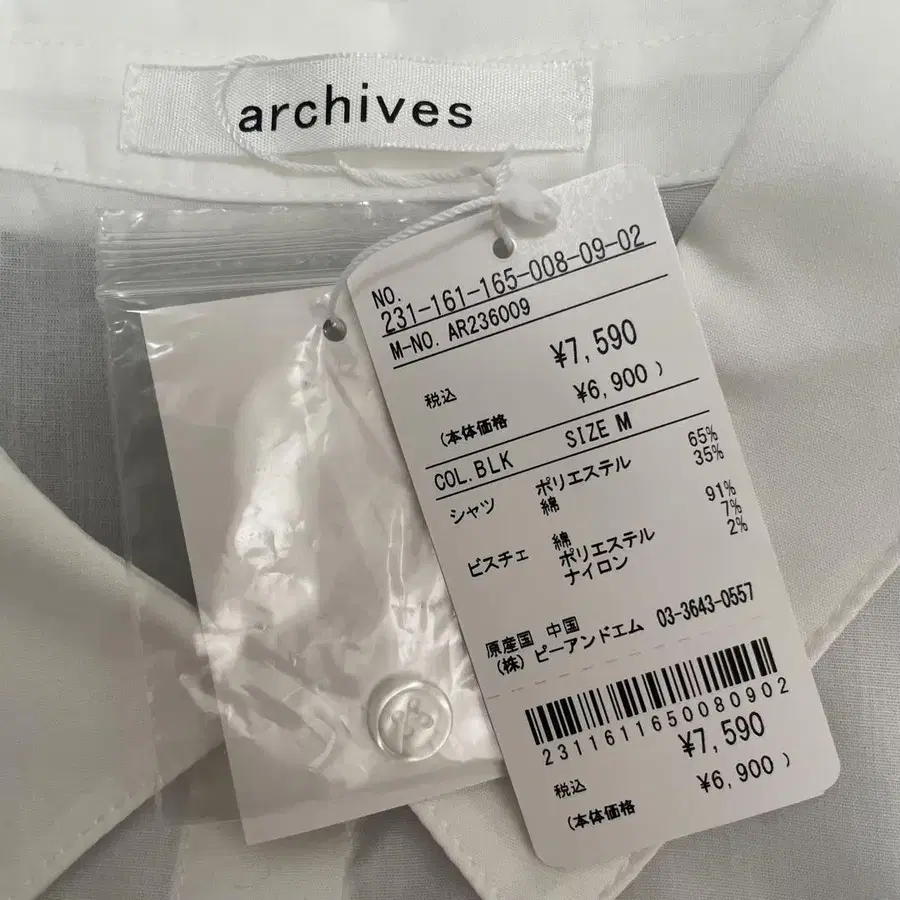 archives
NO.
231-161-165-008-09-02
M-NO. AR236009
¥7,590
税込
¥6,900 )
(本体価格
COL.BLK SIZE M
シャツ ポリエステル 65%
綿 35%
ビスチェ 綿 91%
ポリエステル 7%
ナイロン 2%
原産国 中国
(株) ピーアンドエム 03-3643-0557
2311611650080902
¥7,590
税込
¥6,900 )
(本体価格